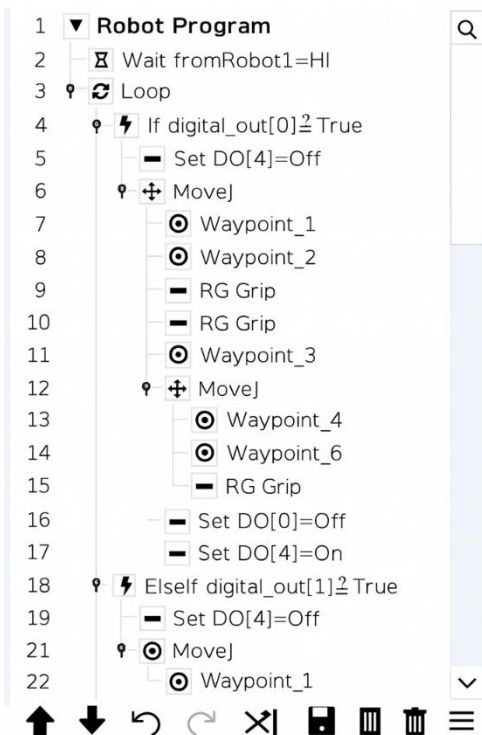 1 Robot Program
2 Wait fromRobot1=HI
3 Loop
4 If digital_out[0]≟True
5 Set DO[4]=Off
6 MoveJ
7 Waypoint_1
8 Waypoint_2
9 RG Grip
10 RG Grip
11 Waypoint_3
12 MoveJ
13 Waypoint_4
14 Waypoint_6
15 RG Grip
16 Set DO[0]=Off
17 Set DO[4]=On
18 ElseIf digital_out[1]≟True
19 Set DO[4]=Off
21 MoveJ
22 Waypoint_1